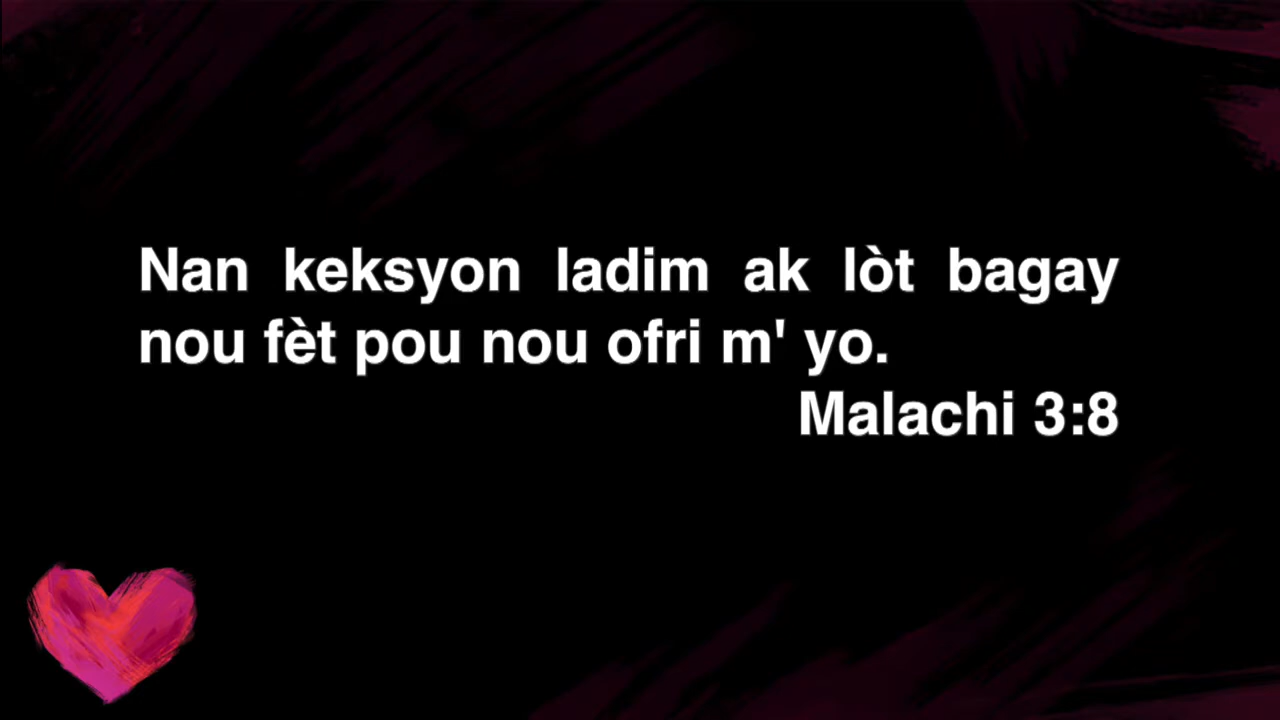 Nan keksyon ladim ak lòt bagay
nou fèt pou nou ofri m' yo.
Malachi 3:8